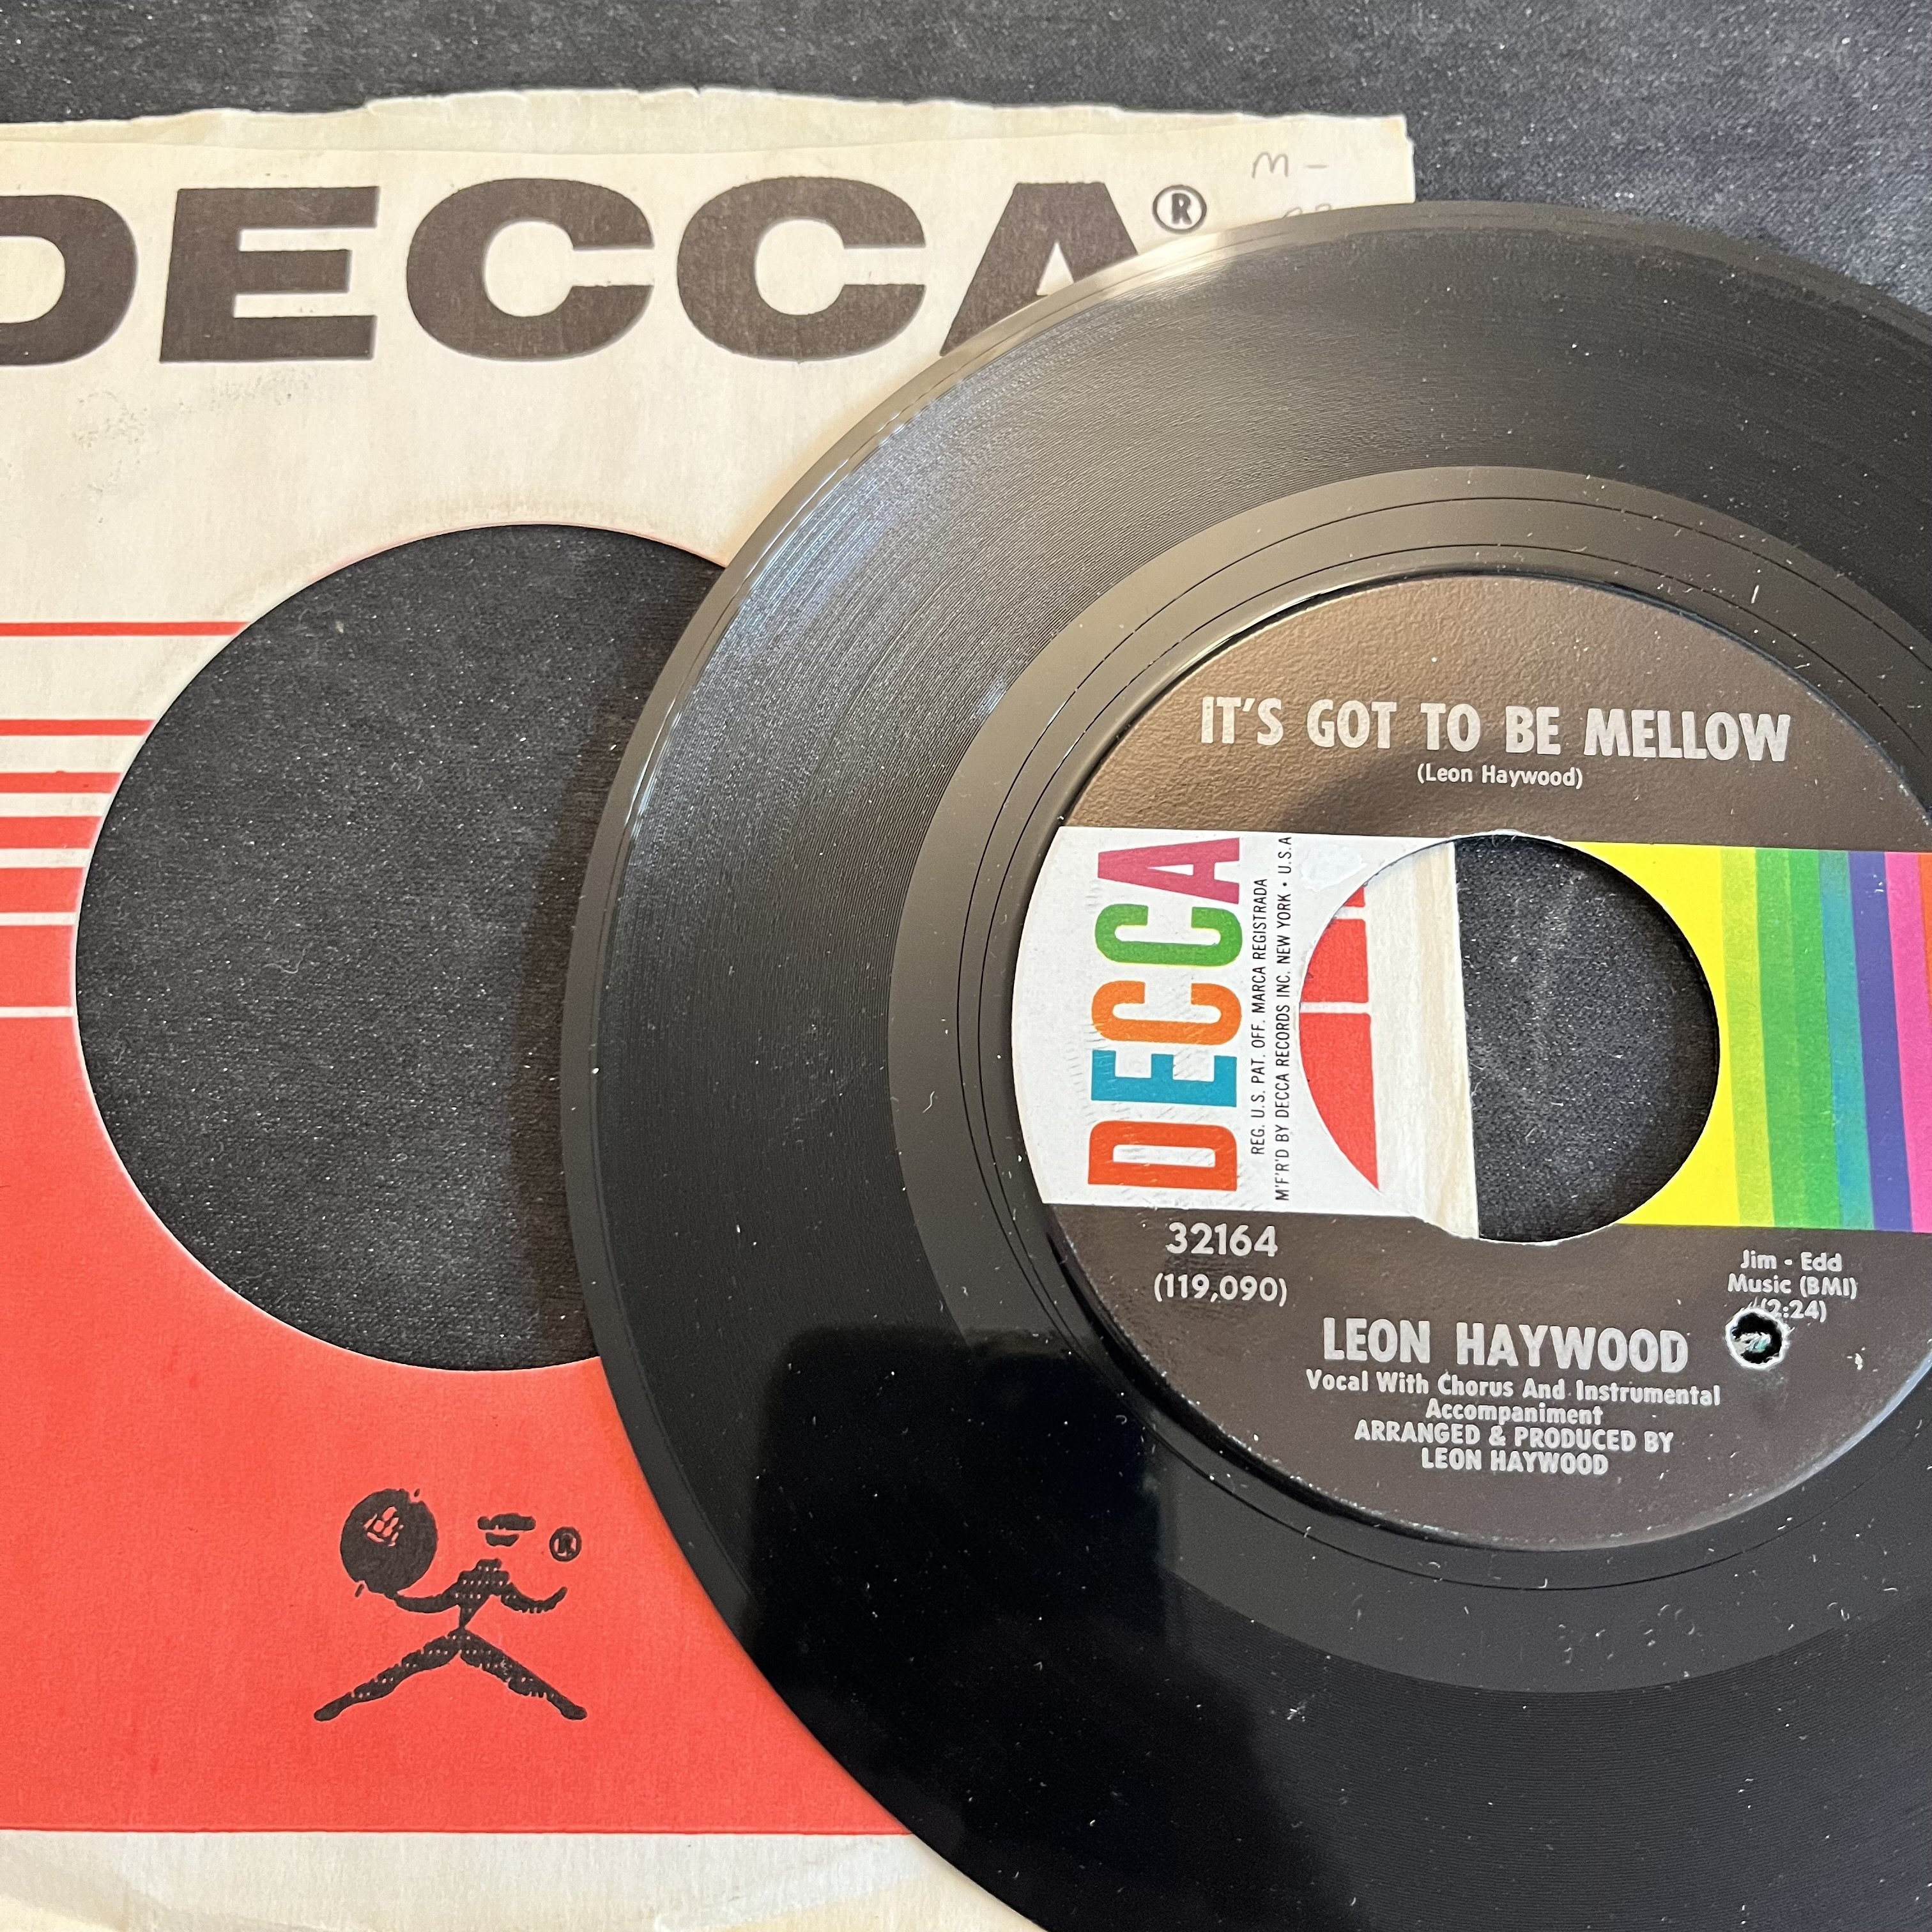 DECCA®
M-
IT'S GOT TO BE MELLOW
(Leon Haywood)
DECCA
REG. U.S. PAT. OFF. MARCA REGISTRADA
M'F'R'D BY DECCA RECORDS INC. NEW YORK • U.S.A
32164
(119,090)
Jim - Edd
Music (BMI)
(2:24)
LEON HAYWOOD
Vocal With Chorus And Instrumental
Accompaniment
ARRANGED & PRODUCED BY
LEON HAYWOOD
®